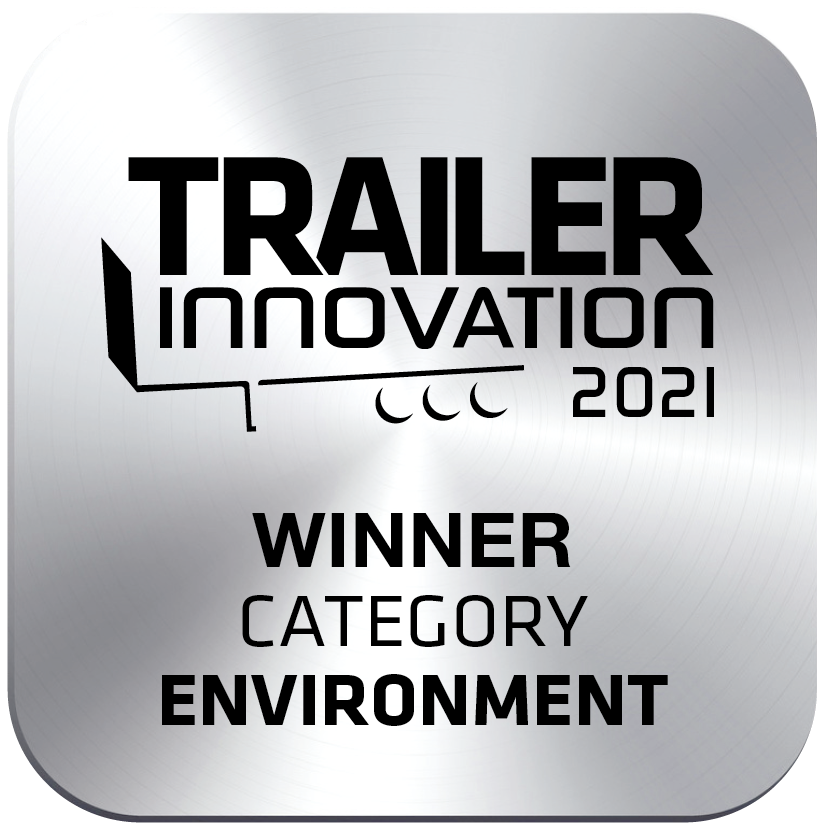 TRAILER
INNOVATION
2021
WINNER
CATEGORY
ENVIRONMENT